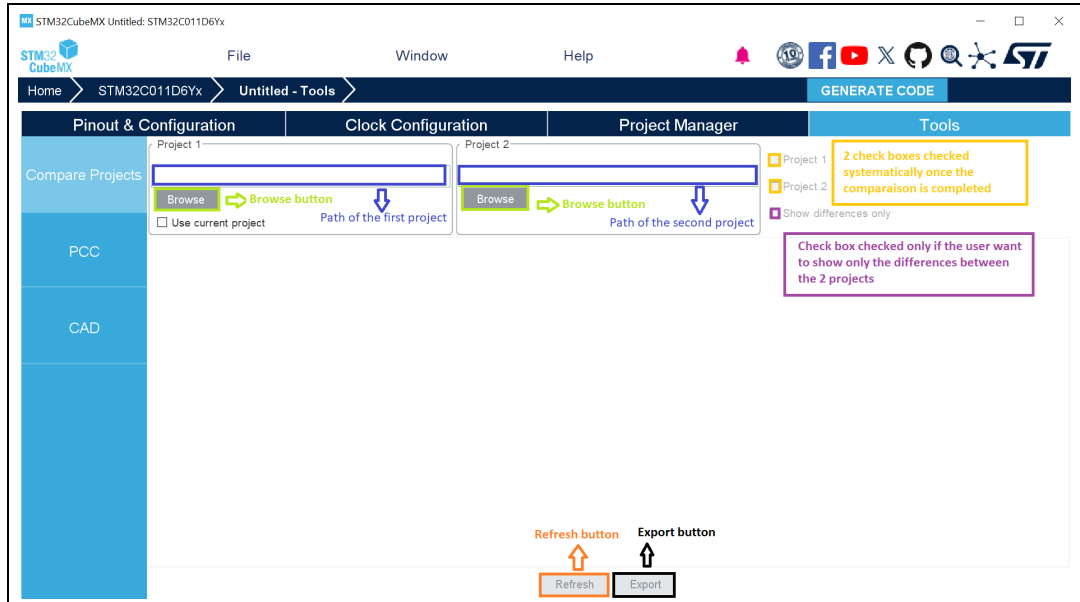 MX STM32CubeMX Untitled: STM32C011D6Yx
STM32
CubeMX
File
Window
Help
10
ST
Home
STM32C011D6Yx
Untitled - Tools
GENERATE CODE
Pinout & Configuration
Clock Configuration
Project Manager
Tools
Compare Projects
PCC
CAD
Project 1
Browse
Browse button
Path of the first project
Use current project
Project 2
Browse
Browse button
Path of the second project
Project 1
Project 2
Show differences only
2 check boxes checked
systematically once the
comparaison is completed
Check box checked only if the user want
to show only the differences between
the 2 projects
Refresh button
Export button
Refresh
Export